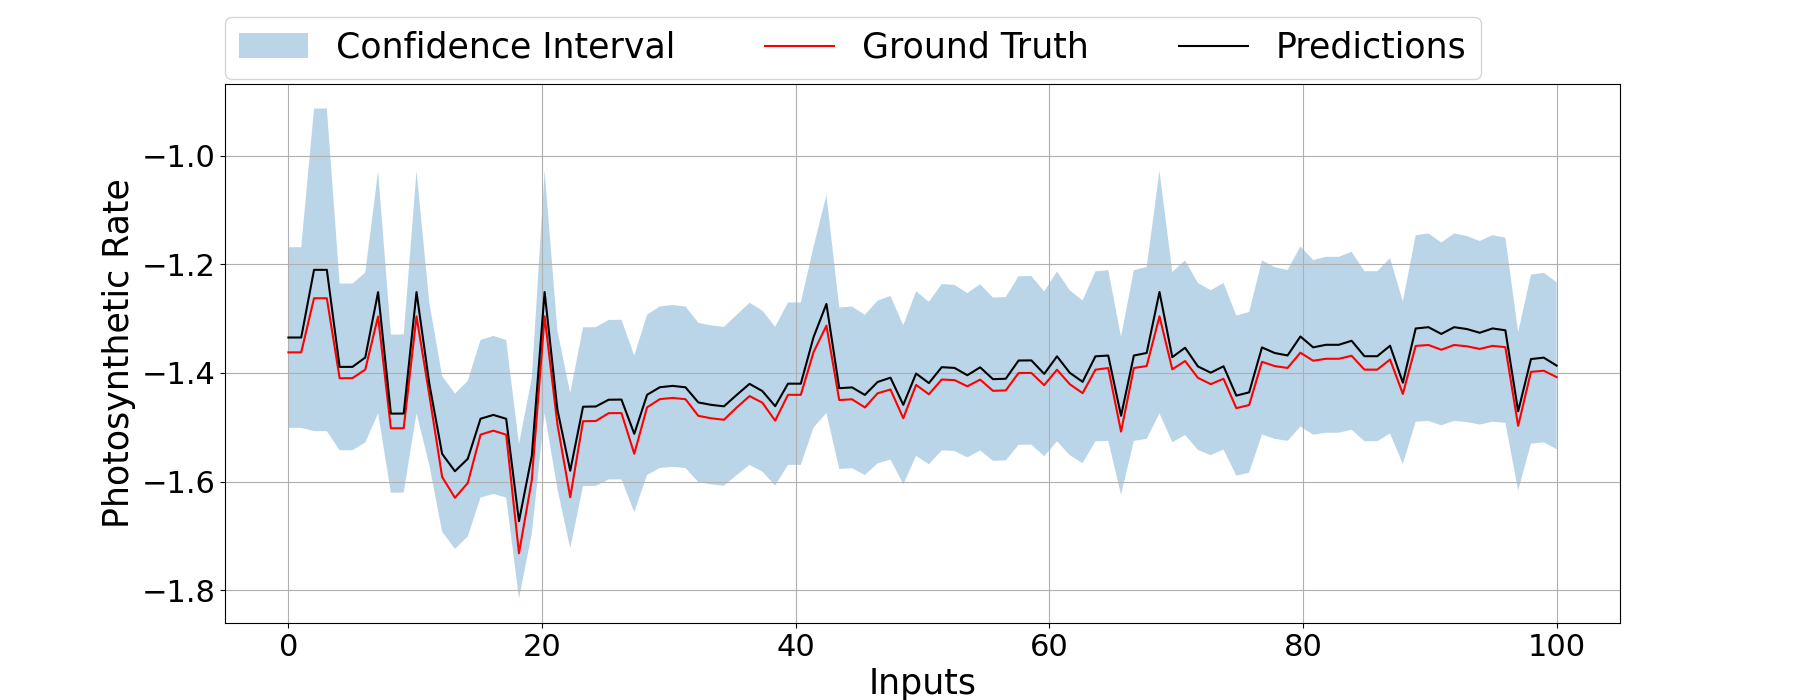 Confidence Interval Ground Truth Predictions
Photosynthetic Rate
−1.0
−1.2
−1.4
−1.6
−1.8
0 20 40 60 80 100
Inputs